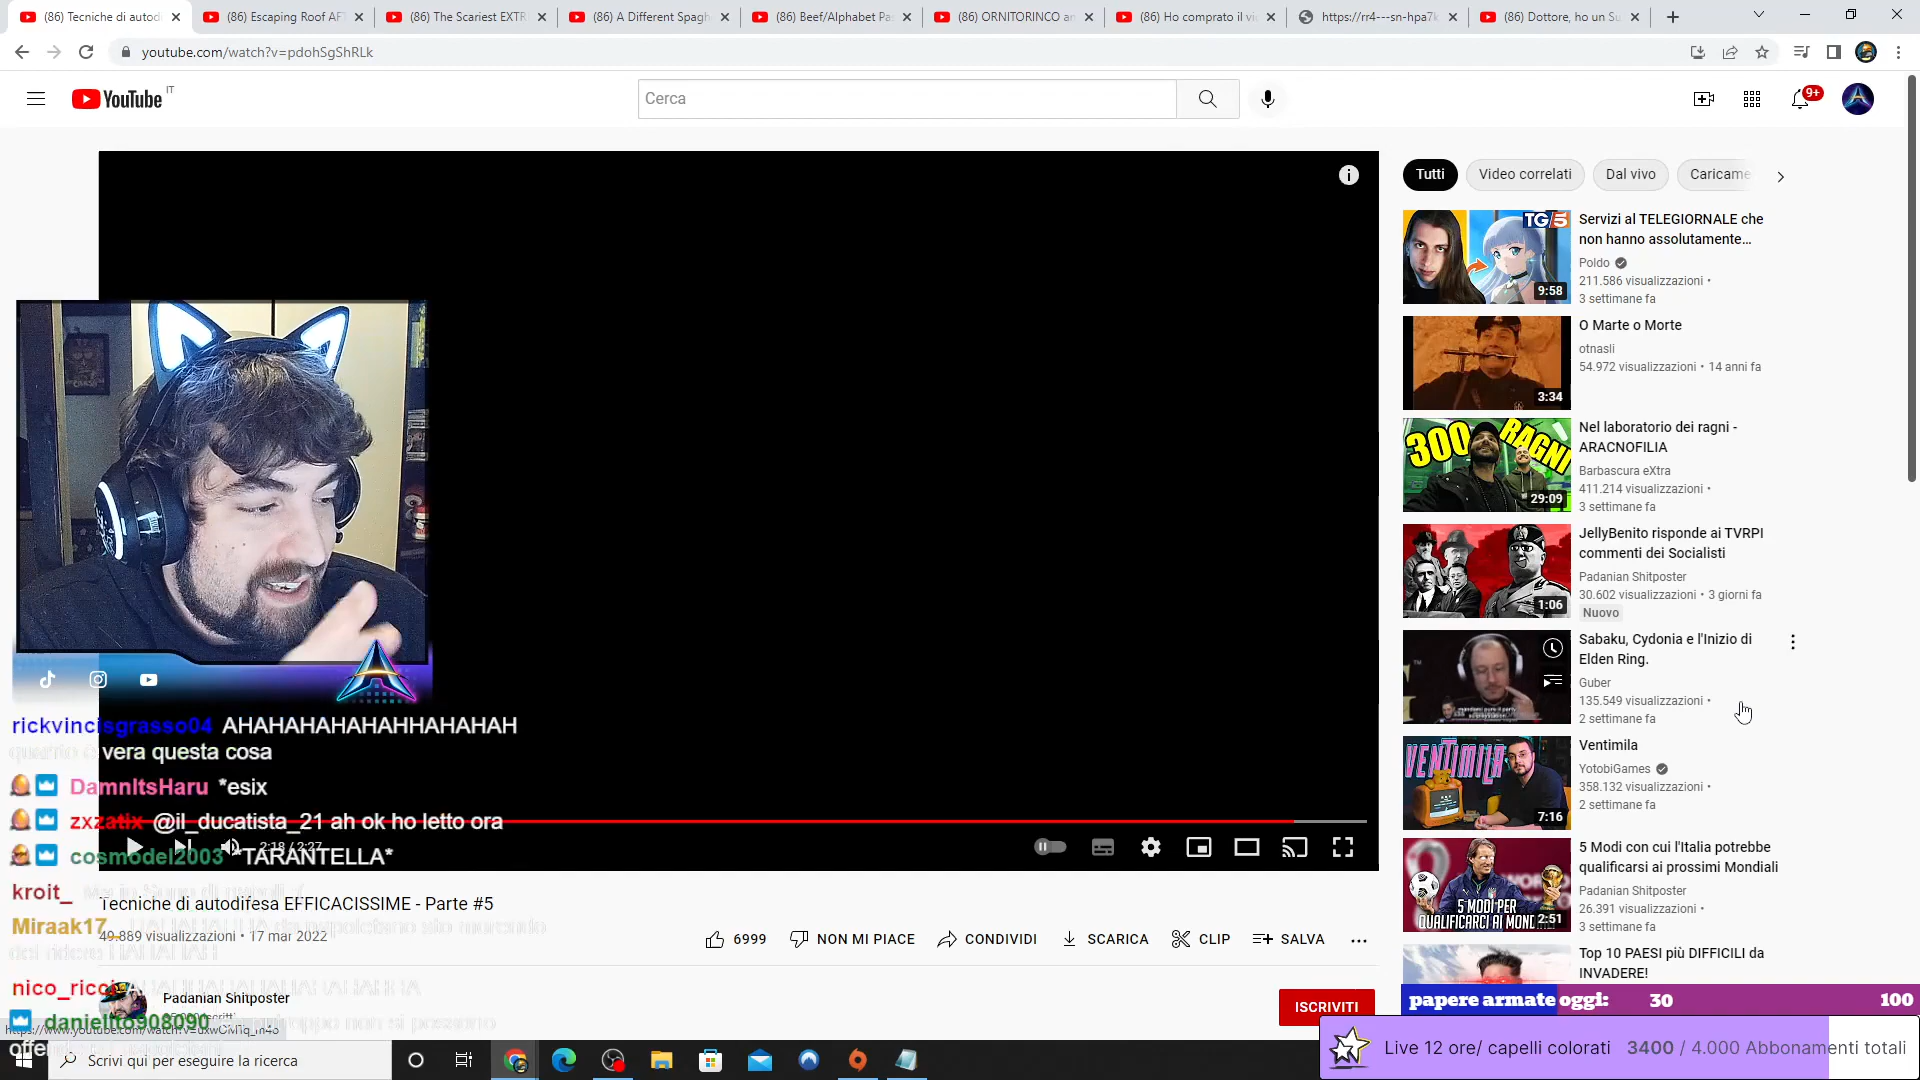 (86) Tecniche di autod
(86) Escaping Roof AFT
(86) The Scariest EXTR
(86) A Different Spagh
(86) Beef/Alphabet Pa
(86) ORNITORINCO an
(86) Ho comprato il vi
https://rr4---sn-hpa7k
(86) Dottore, ho un Su
youtube.com/watch?v=pdohSgShRLk
YouTube IT
Cerca
9+
Tutti
Video correlati
Dal vivo
Caricame
TG5
9:58
Servizi al TELEGIORNALE che
non hanno assolutamente...
Poldo
211.586 visualizzazioni •
3 settimane fa
3:34
O Marte o Morte
otnasli
54.972 visualizzazioni • 14 anni fa
300 RAGNI
29:09
Nel laboratorio dei ragni -
ARACNOFILIA
Barbascura eXtra
411.214 visualizzazioni •
3 settimane fa
1:06
JellyBenito risponde ai TVRPI
commenti dei Socialisti
Padanian Shitposter
30.602 visualizzazioni • 3 giorni fa
Nuovo
Sabaku, Cydonia e l'Inizio di
Elden Ring.
Guber
135.549 visualizzazioni •
2 settimane fa
VENTIMILA
7:16
Ventimila
YotobiGames
358.132 visualizzazioni •
2 settimane fa
5 MODI PER
QUALIFICARCI AI MOND
2:51
5 Modi con cui l'Italia potrebbe
qualificarsi ai prossimi Mondiali
Padanian Shitposter
26.391 visualizzazioni •
3 settimane fa
Top 10 PAESI più DIFFICILI da
INVADERE!
rickvincisgrasso04 AHAHAHAHAHAHHAHAHAH
vera questa cosa
DamnItsHaru *esix
zxzatix @il_ducatista_21 ah ok ho letto ora
cosmodel2003 *TARANTELLA*
2:18 / 2:27
kroit_
Tecniche di autodifesa EFFICACISSIME - Parte #5
Miraak17
49.889 visualizzazioni • 17 mar 2022
6999
NON MI PIACE
CONDIVIDI
SCARICA
CLIP
SALVA
nico_ricci
Padanian Shitposter
ISCRIVITI
danielito908090
papere armate oggi: 30 100
Scrivi qui per eseguire la ricerca
Live 12 ore/ capelli colorati 3400 / 4.000 Abbonamenti totali